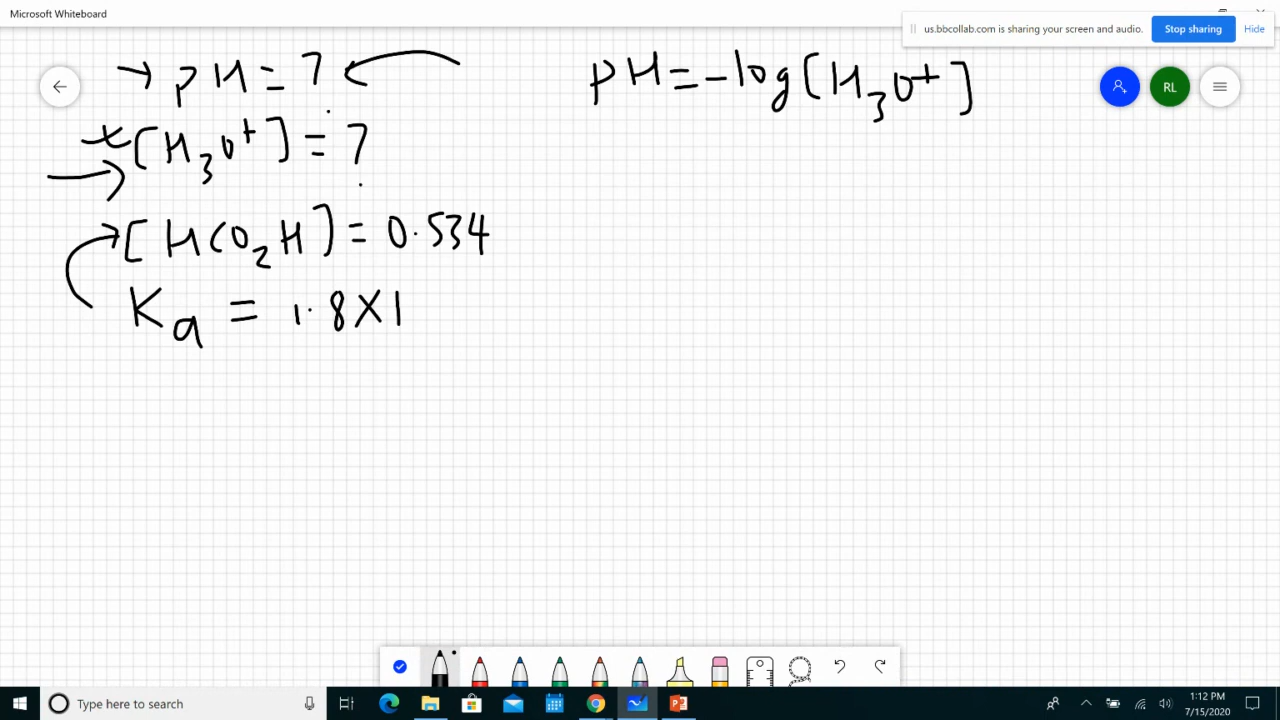 Microsoft Whiteboard
us.bbcollab.com is sharing your screen and audio.
Stop sharing
Hide
→ pH = ?
pH = -log[H₃O⁺]
RL
[H₃O⁺] = ?
[HCO₂H] = 0.534
Ka = 1.8X1
Type here to search
1:12 PM
7/15/2020